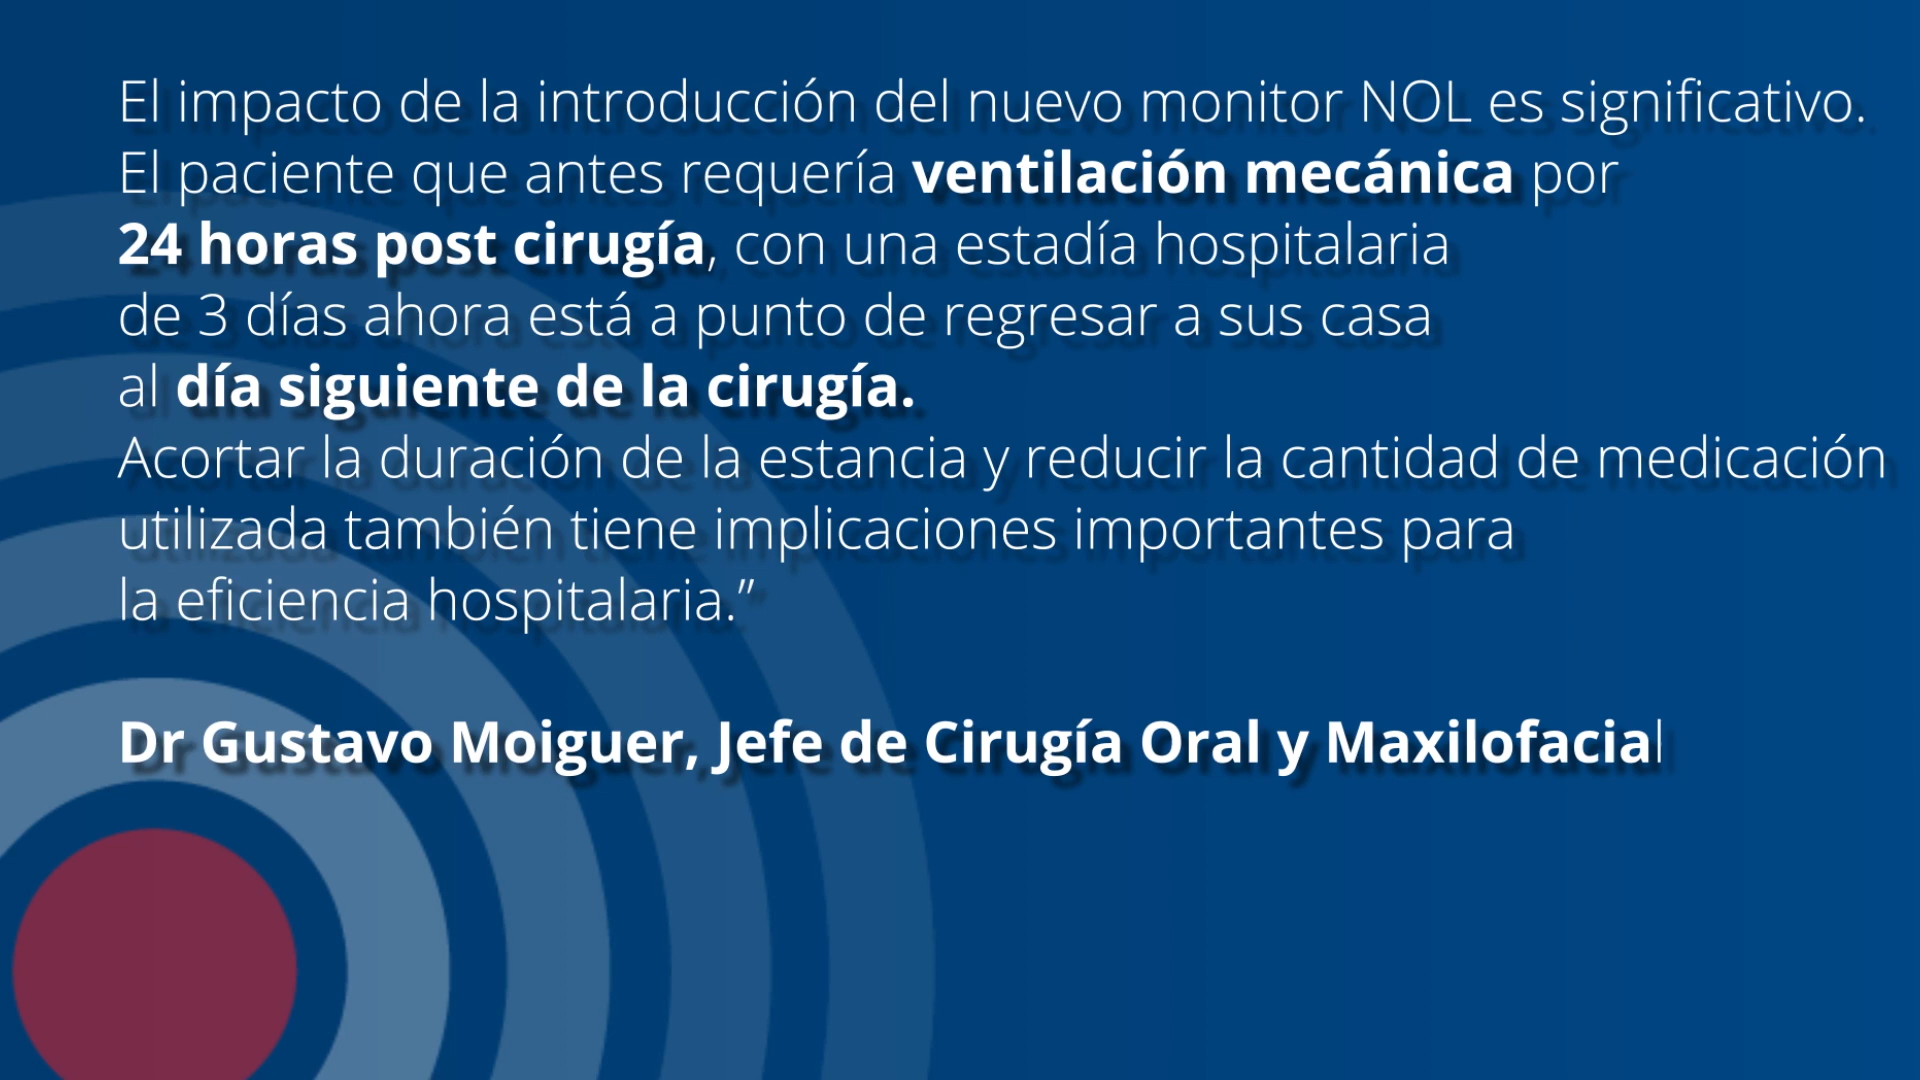 El impacto de la introducción del nuevo monitor NOL es significativo.
El paciente que antes requería ventilación mecánica por
24 horas post cirugía, con una estadía hospitalaria
de 3 días ahora está a punto de regresar a sus casa
al día siguiente de la cirugía.
Acortar la duración de la estancia y reducir la cantidad de medicación
utilizada también tiene implicaciones importantes para
la eficiencia hospitalaria.”
Dr Gustavo Moiguer, Jefe de Cirugía Oral y Maxilofacial